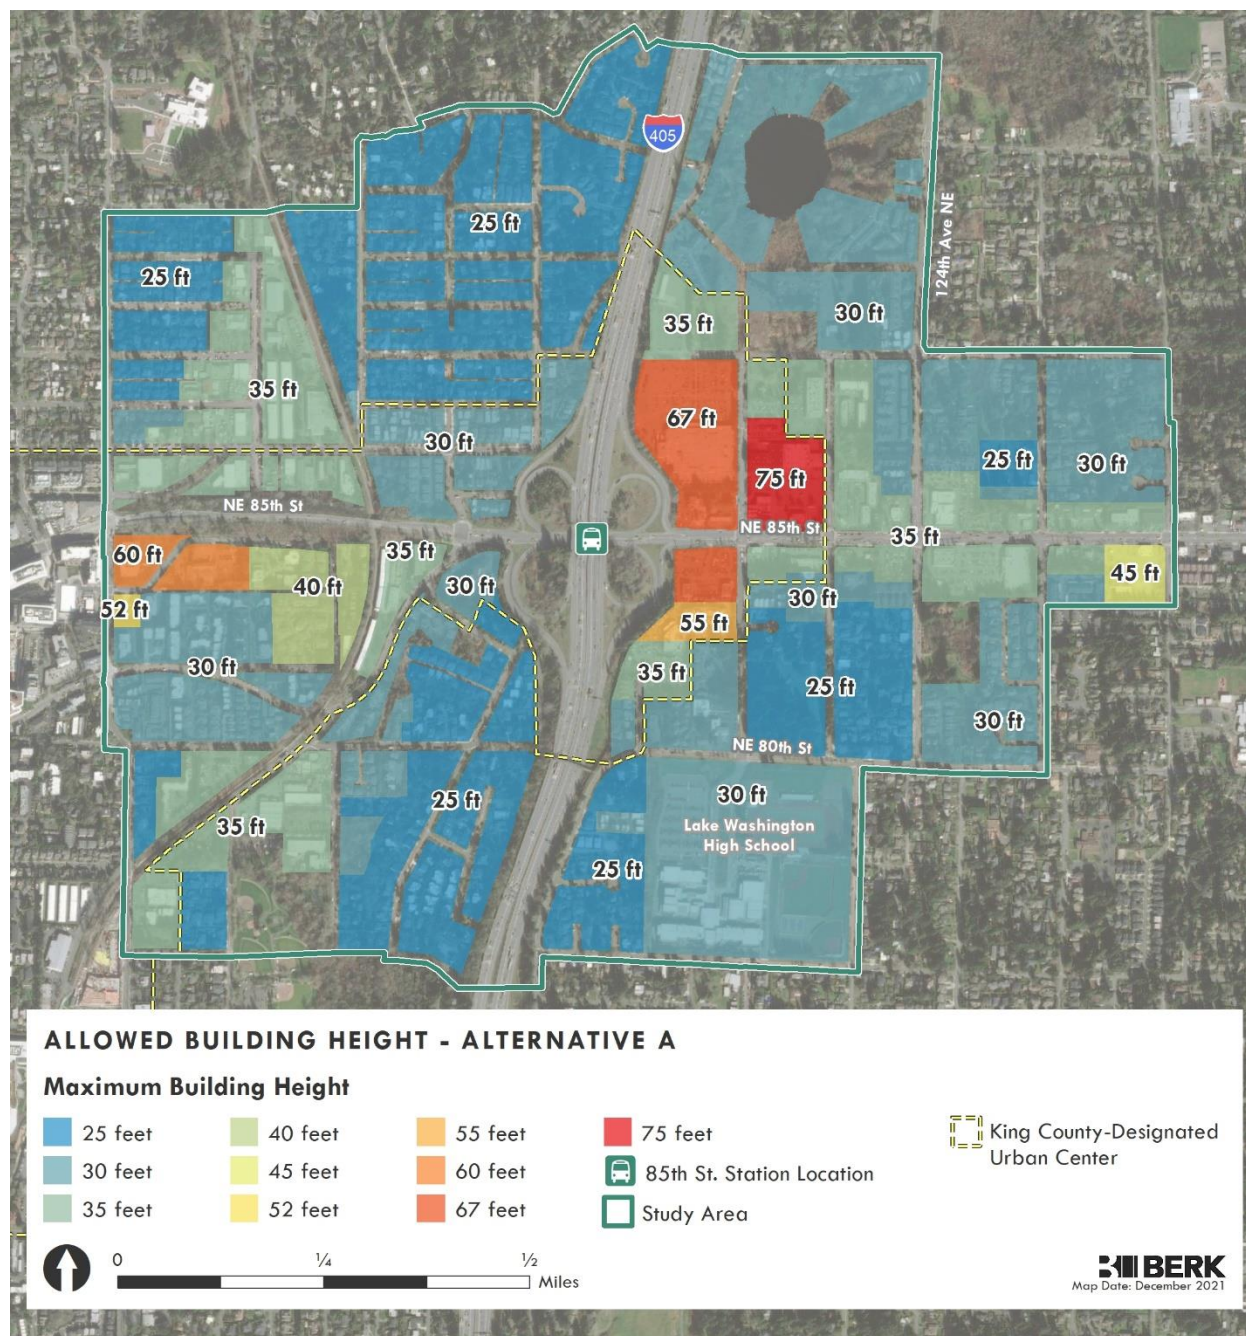 405
124th Ave NE
25 ft
25 ft
35 ft
30 ft
35 ft
67 ft
30 ft
75 ft
25 ft
30 ft
NE 85th St
NE 85th St
35 ft
60 ft
40 ft
35 ft
30 ft
52 ft
30 ft
45 ft
55 ft
30 ft
35 ft
25 ft
30 ft
NE 80th St
25 ft
30 ft
Lake Washington
High School
35 ft
25 ft
ALLOWED BUILDING HEIGHT - ALTERNATIVE A
Maximum Building Height
25 feet
30 feet
35 feet
40 feet
45 feet
52 feet
55 feet
60 feet
67 feet
75 feet
85th St. Station Location
Study Area
King County-Designated
Urban Center
0 ¼ ½
Miles
BERK
Map Date: December 2021